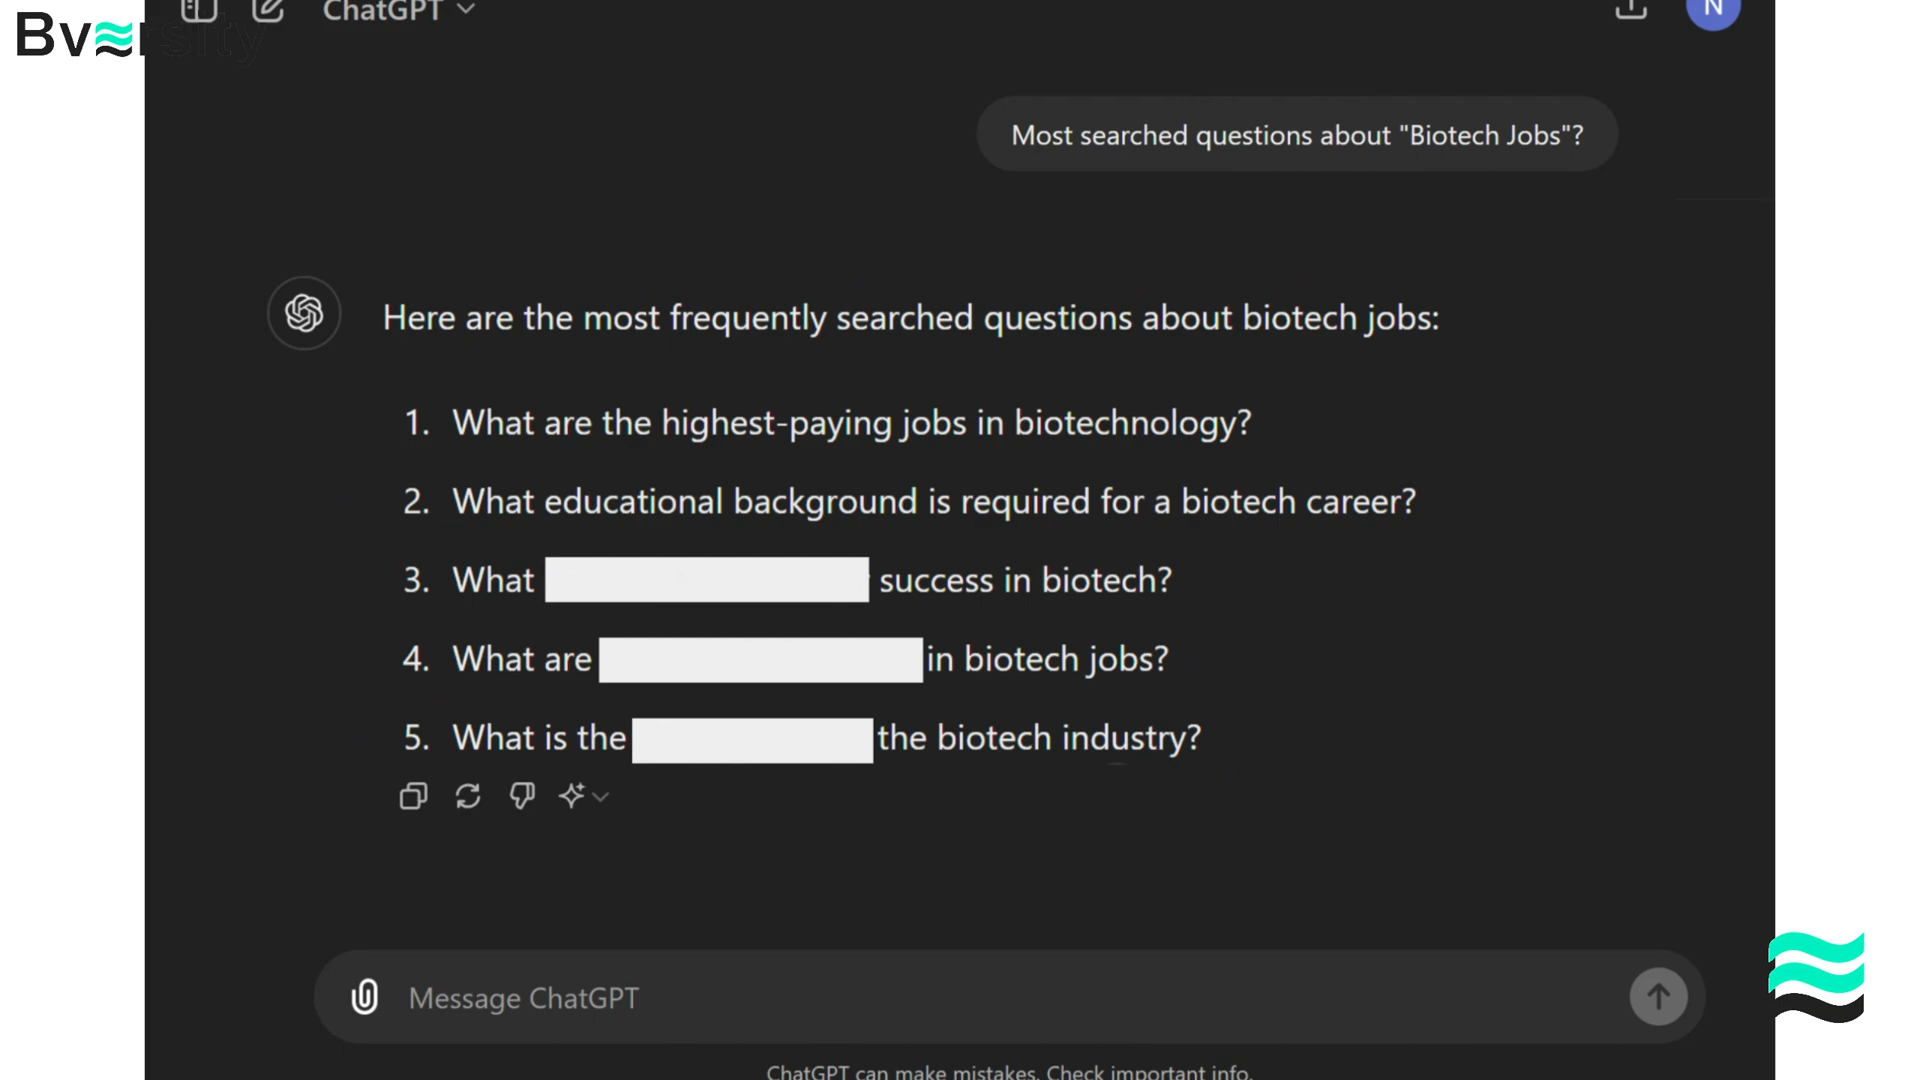 Bversity
ChatGPT
N
Most searched questions about "Biotech Jobs"?
Here are the most frequently searched questions about biotech jobs:
1. What are the highest-paying jobs in biotechnology?
2. What educational background is required for a biotech career?
3. What success in biotech?
4. What are in biotech jobs?
5. What is the the biotech industry?
Message ChatGPT
ChatGPT can make mistakes. Check important info.